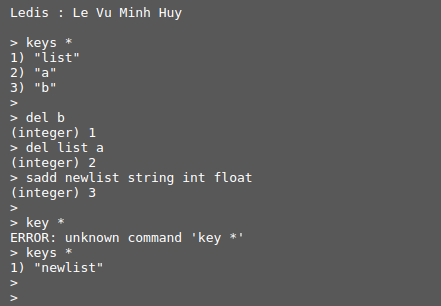 Ledis : Le Vu Minh Huy
> keys *
1) "list"
2) "a"
3) "b"
>
> del b
(integer) 1
> del list a
(integer) 2
> sadd newlist string int float
(integer) 3
>
> key *
ERROR: unknown command 'key *'
> keys *
1) "newlist"
>
>